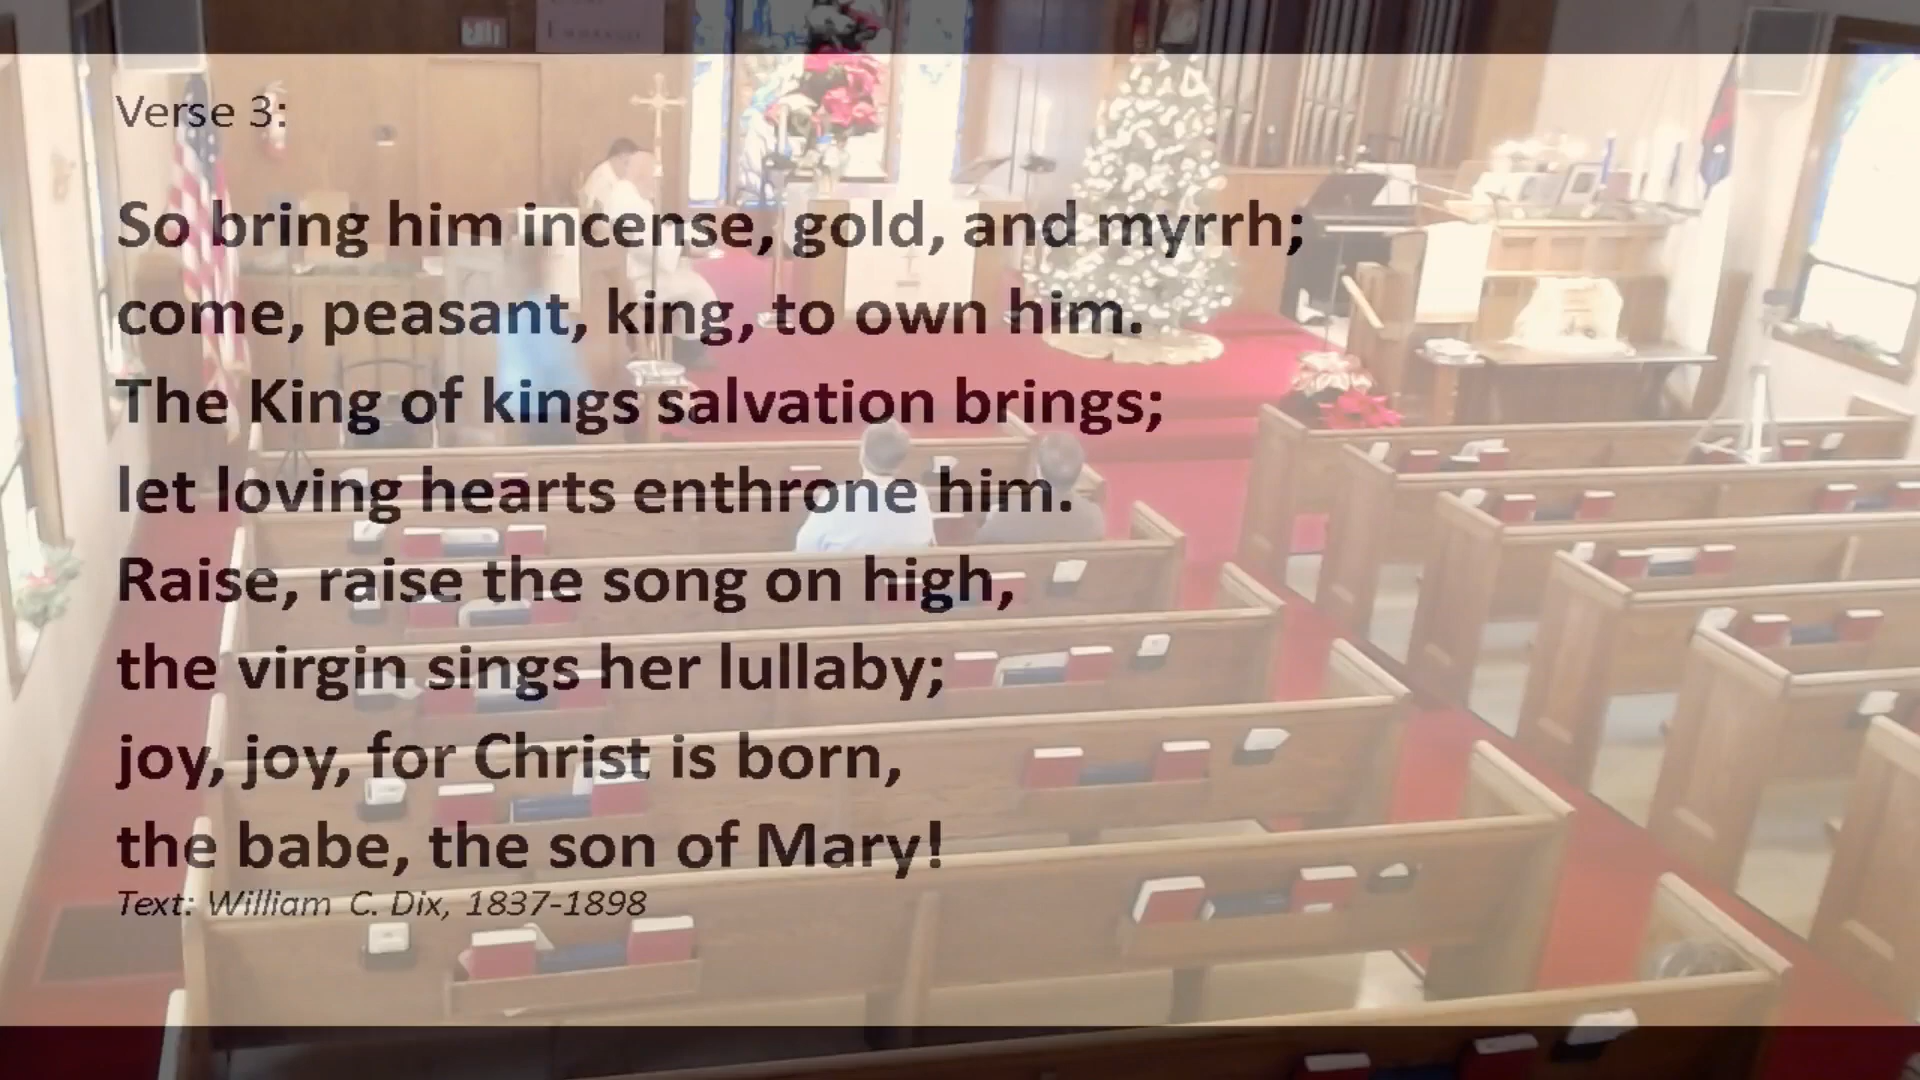 Verse 3:
So bring him incense, gold, and myrrh;
come, peasant, king, to own him.
The King of kings salvation brings;
let loving hearts enthrone him.
Raise, raise the song on high,
the virgin sings her lullaby;
joy, joy, for Christ is born,
the babe, the son of Mary!
Text: William C. Dix, 1837-1898